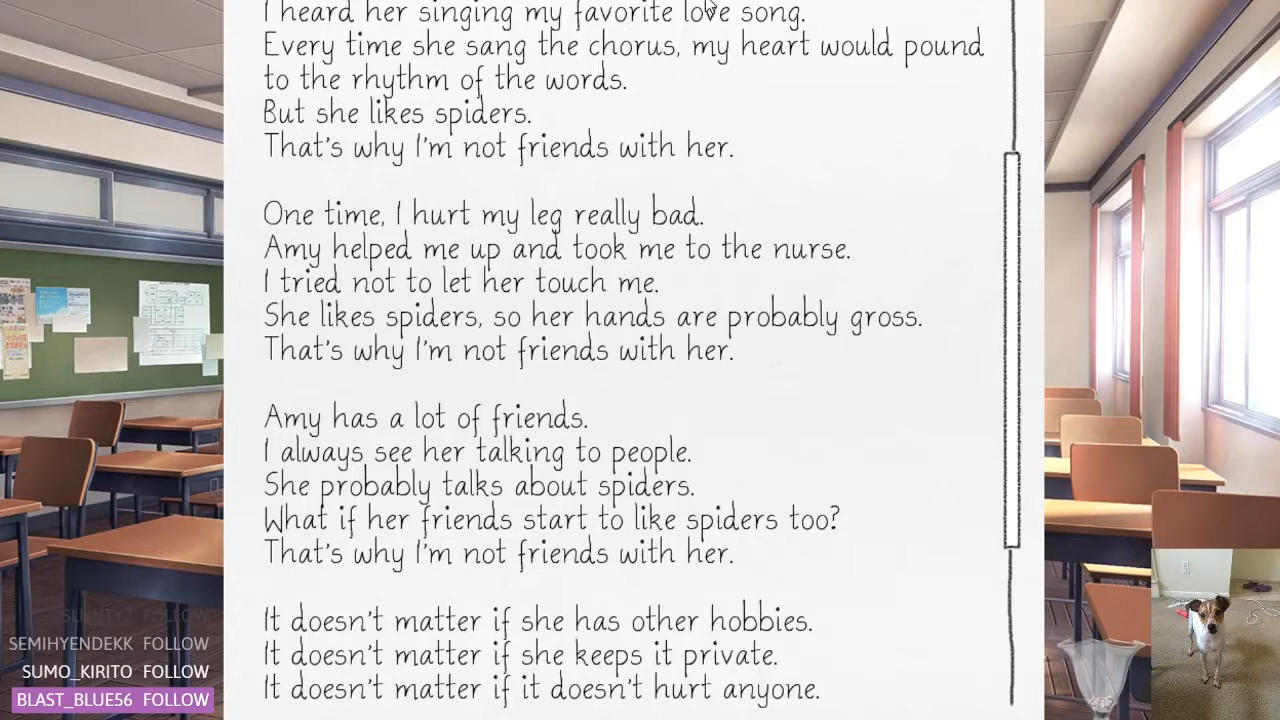 I heard her singing my favorite love song.
Every time she sang the chorus, my heart would pound
to the rhythm of the words.
But she likes spiders.
That's why I'm not friends with her.
One time, I hurt my leg really bad.
Amy helped me up and took me to the nurse.
I tried not to let her touch me.
She likes spiders, so her hands are probably gross.
That's why I'm not friends with her.
Amy has a lot of friends.
I always see her talking to people.
She probably talks about spiders.
What if her friends start to like spiders too?
That's why I'm not friends with her.
It doesn't matter if she has other hobbies.
It doesn't matter if she keeps it private.
It doesn't matter if it doesn't hurt anyone.
FOLLOW
SEMIHYENDEKK FOLLOW
SUMO_KIRITO FOLLOW
BLAST_BLUE56 FOLLOW